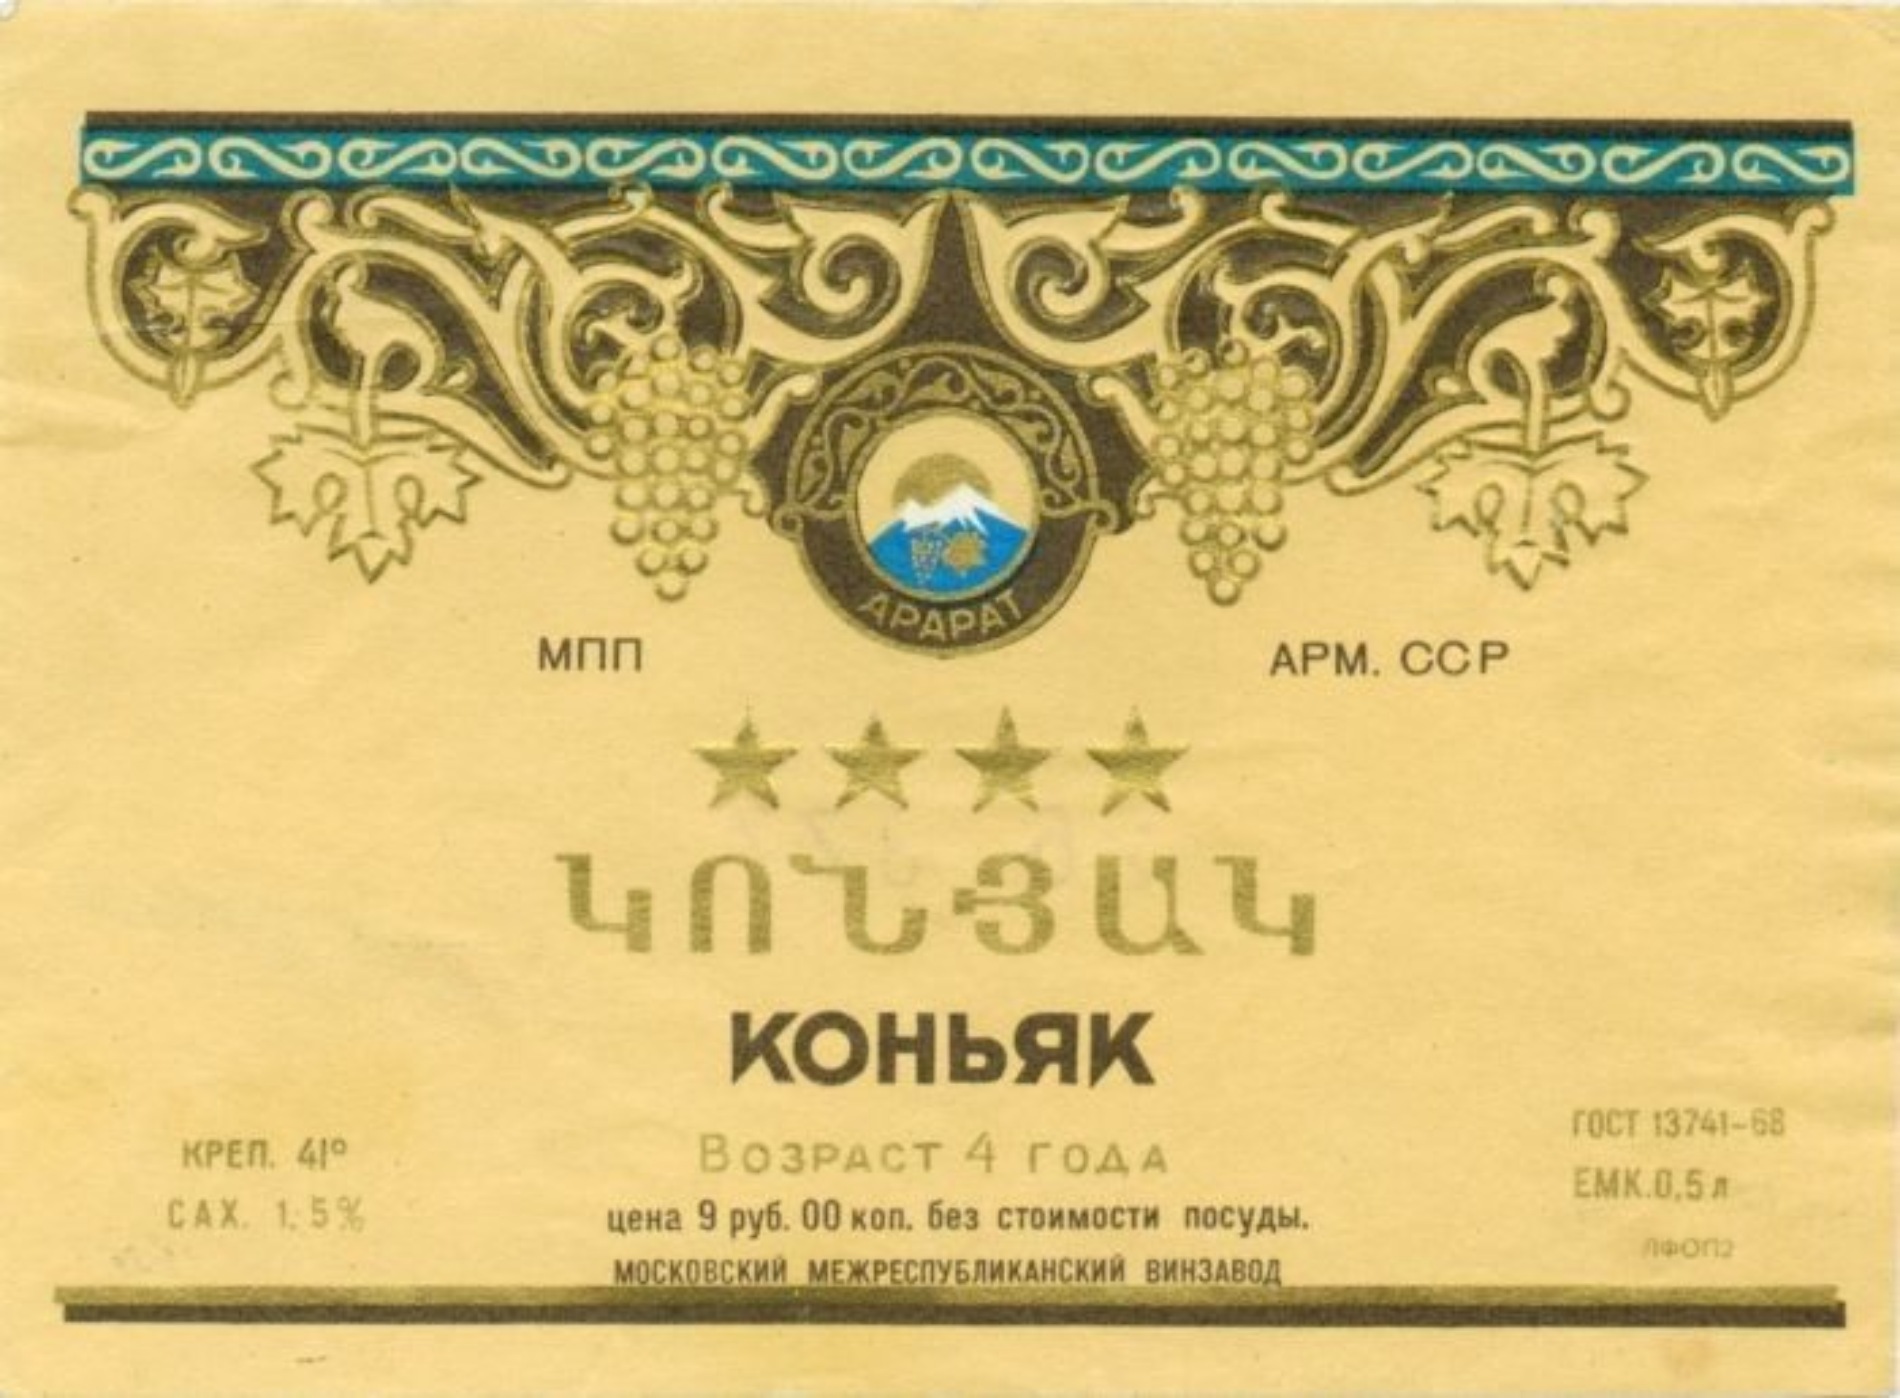 АРАРАТ
МПП
АРМ. ССР
ԿՈՆՅԱԿ
КОНЬЯК
КРЕП. 41°
САХ. 1,5%
ВОЗРАСТ 4 ГОДА
цена 9 руб. 00 коп. без стоимости посуды.
МОСКОВСКИЙ МЕЖРЕСПУБЛИКАНСКИЙ ВИНЗАВОД
ГОСТ 13741-68
ЕМК.0,5 л
ЛФОП2